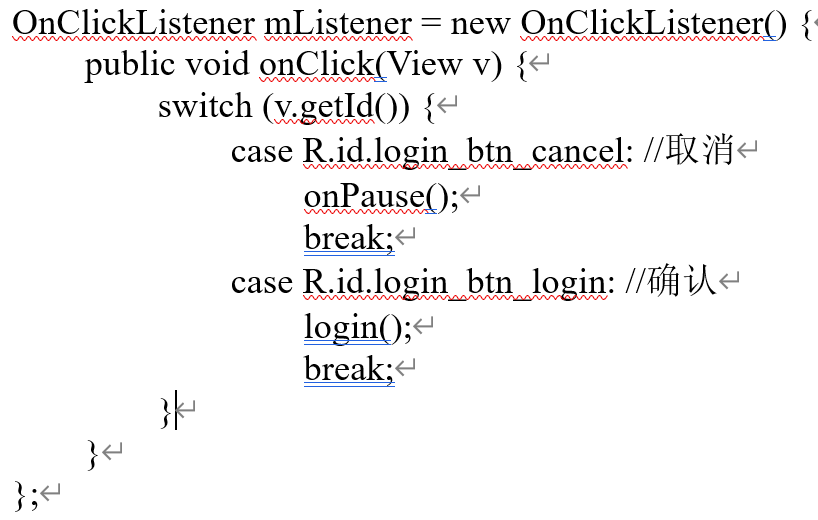 OnClickListener mListener = new OnClickListener() {
public void onClick(View v) {
switch (v.getId()) {
case R.id.login_btn_cancel: //取消
onPause();
break;
case R.id.login_btn_login: //确认
login();
break;
}
}
};